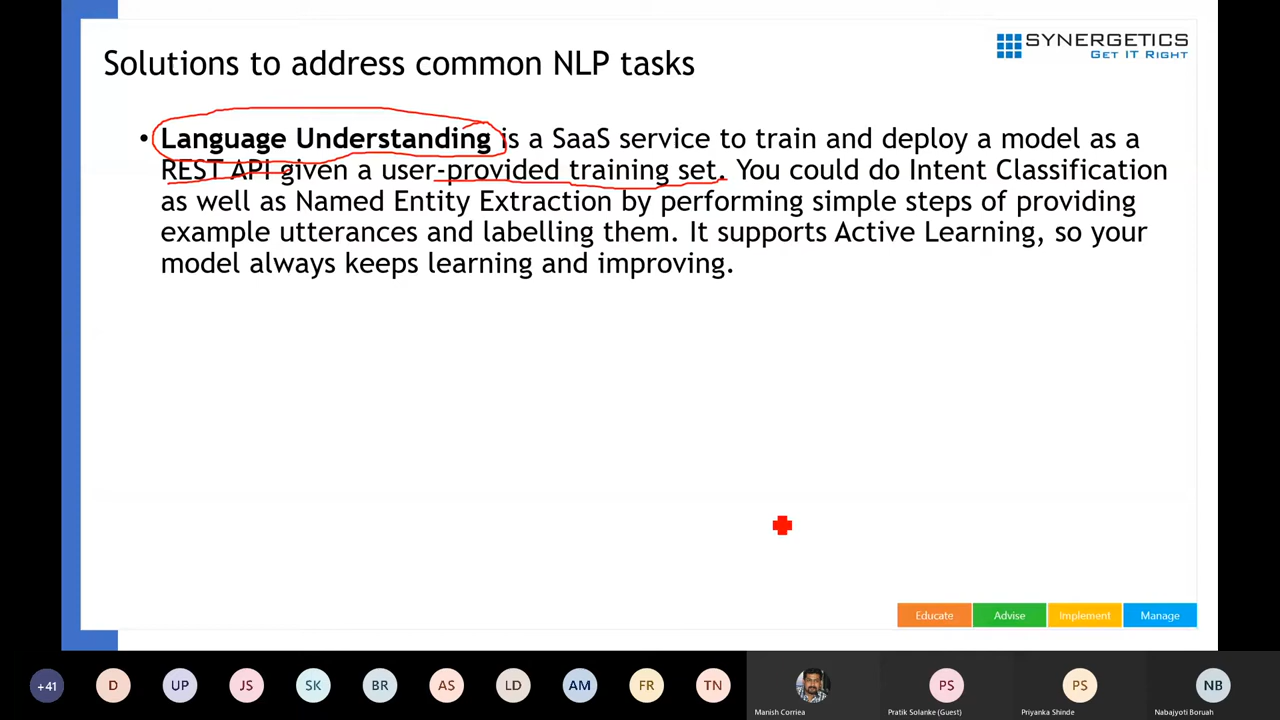 Solutions to address common NLP tasks
SYNERGETICS
GET IT RIGHT
• Language Understanding is a SaaS service to train and deploy a model as a
REST API given a user-provided training set. You could do Intent Classification
as well as Named Entity Extraction by performing simple steps of providing
example utterances and labelling them. It supports Active Learning, so your
model always keeps learning and improving.
Educate Advise Implement Manage
+41 D UP JS SK BR AS LD AM FR TN PS PS NB
Manish Corriea Pratik Solanke (Guest) Priyanka Shinde Nabajyoti Boruah